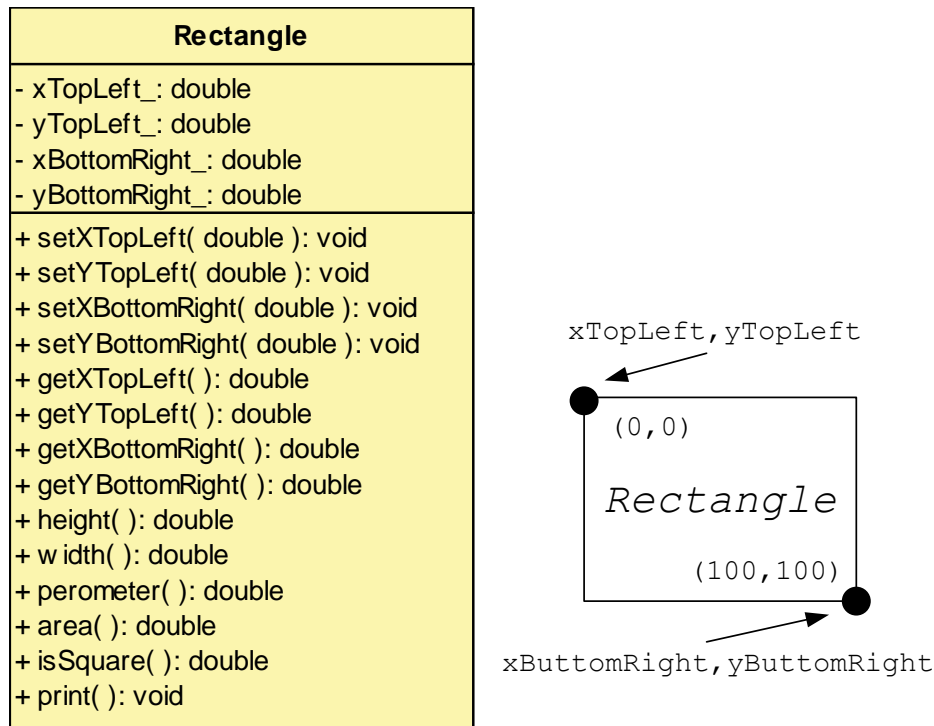 Rectangle
- xTopLeft_: double
- yTopLeft_: double
- xBottomRight_: double
- yBottomRight_: double
+ setXTopLeft( double ): void
+ setYTopLeft( double ): void
+ setXBottomRight( double ): void
+ setYBottomRight( double ): void
+ getXTopLeft( ): double
+ getYTopLeft( ): double
+ getXBottomRight( ): double
+ getYBottomRight( ): double
+ height( ): double
+ w idth( ): double
+ perometer( ): double
+ area( ): double
+ isSquare( ): double
+ print( ): void
xTopLeft,yTopLeft
(0,0)
Rectangle
(100,100)
xButtomRight,yButtomRight